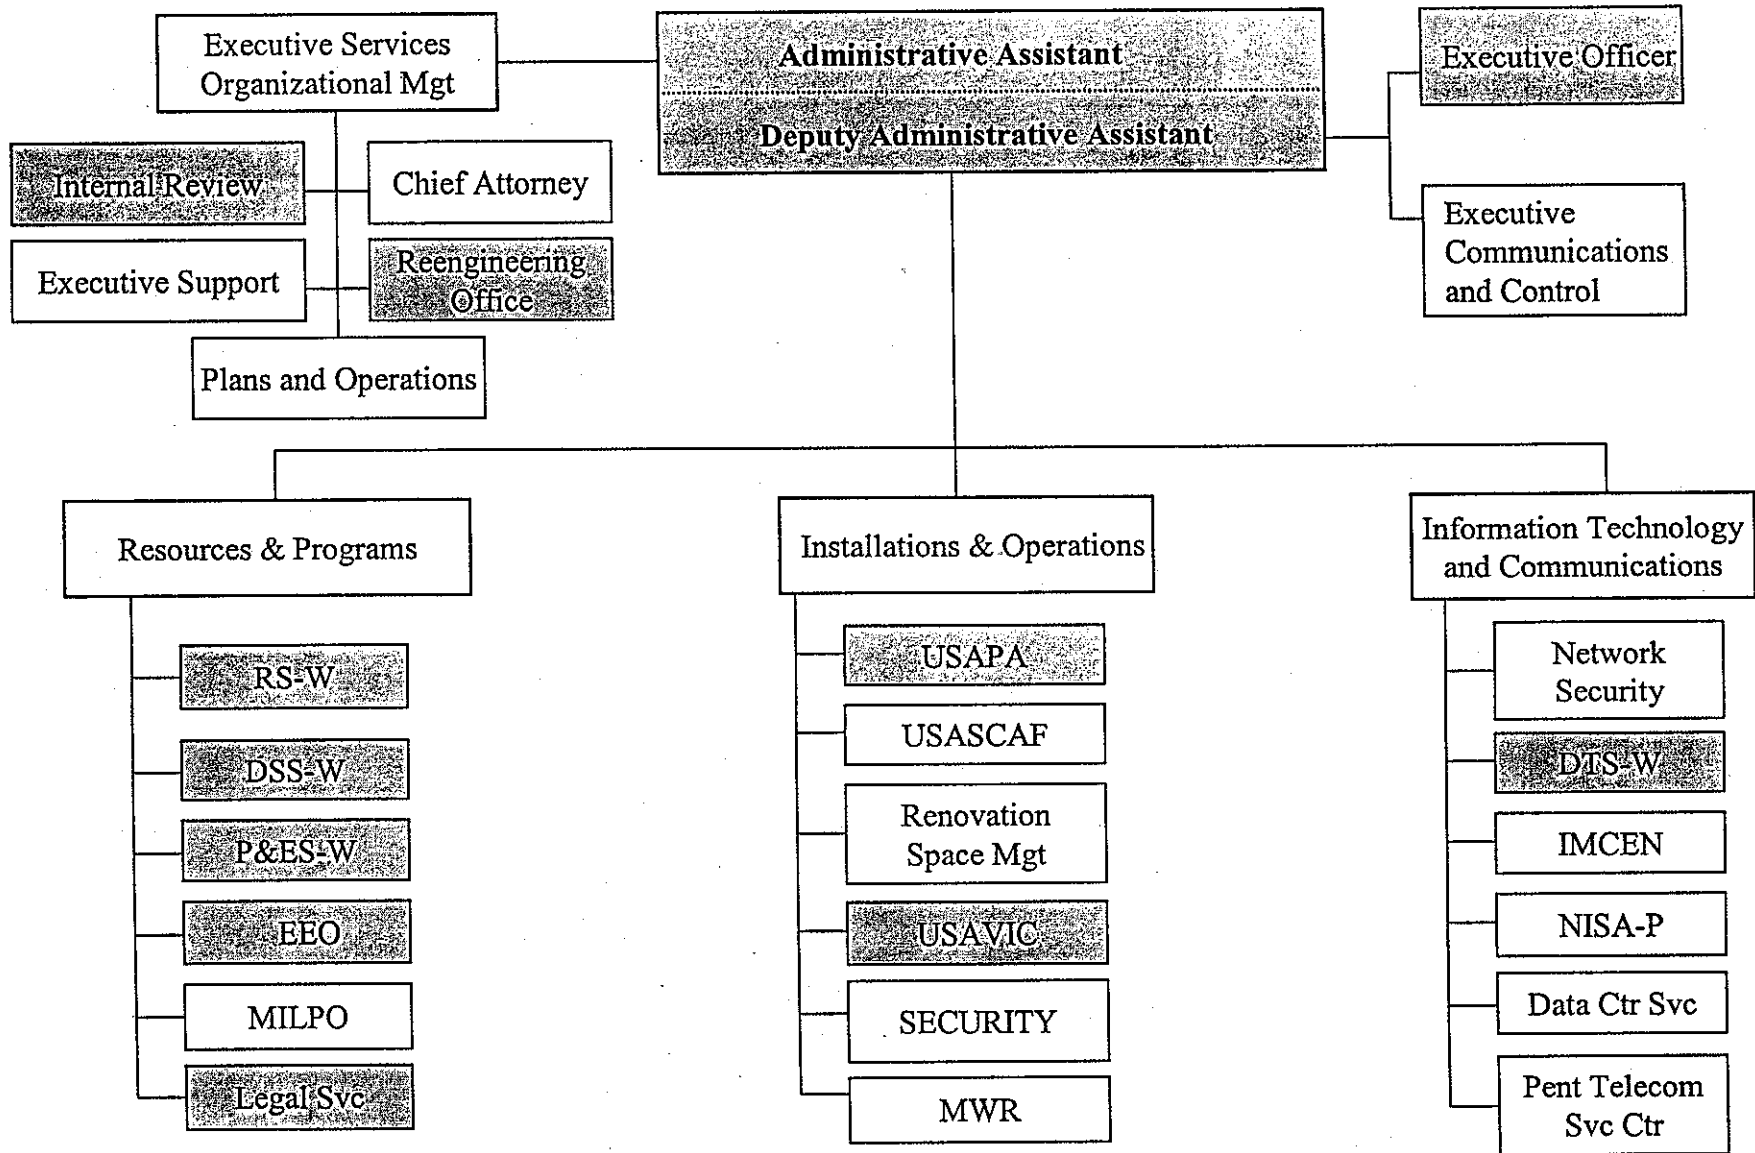 Executive Services
Organizational Mgt
Administrative Assistant
Deputy Administrative Assistant
Executive Officer
Executive
Communications
and Control
Internal Review
Chief Attorney
Executive Support
Reengineering
Office
Plans and Operations
Resources & Programs
RS-W
DSS-W
P&ES-W
EEO
MILPO
Legal Svc
Installations & Operations
USAPA
USASCAF
Renovation
Space Mgt
USAVIC
SECURITY
MWR
Information Technology
and Communications
Network
Security
DTS-W
IMCEN
NISA-P
Data Ctr Svc
Pent Telecom
Svc Ctr